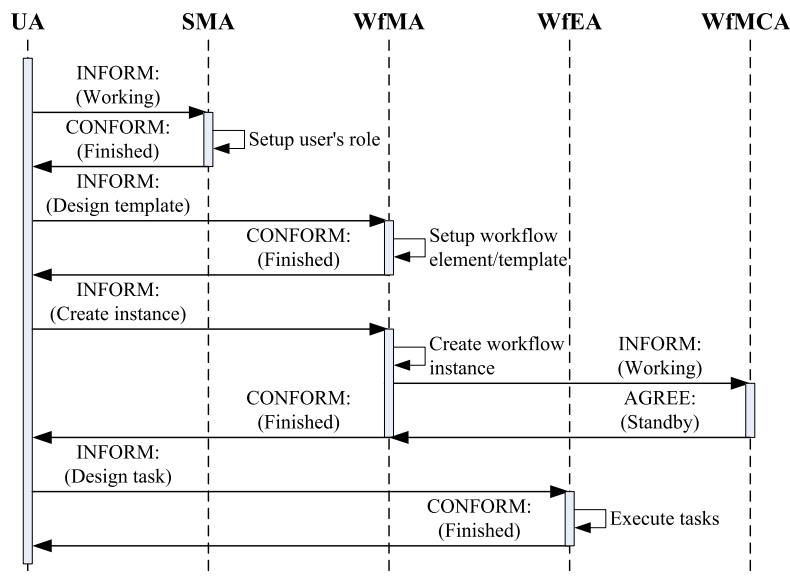 UA SMA WfMA WfEA WfMCA
INFORM:
(Working)
CONFORM:
(Finished)
Setup user's role
INFORM:
(Design template)
CONFORM:
(Finished)
Setup workflow
element/template
INFORM:
(Create instance)
Create workflow
instance
INFORM:
(Working)
CONFORM:
(Finished)
AGREE:
(Standby)
INFORM:
(Design task)
CONFORM:
(Finished)
Execute tasks